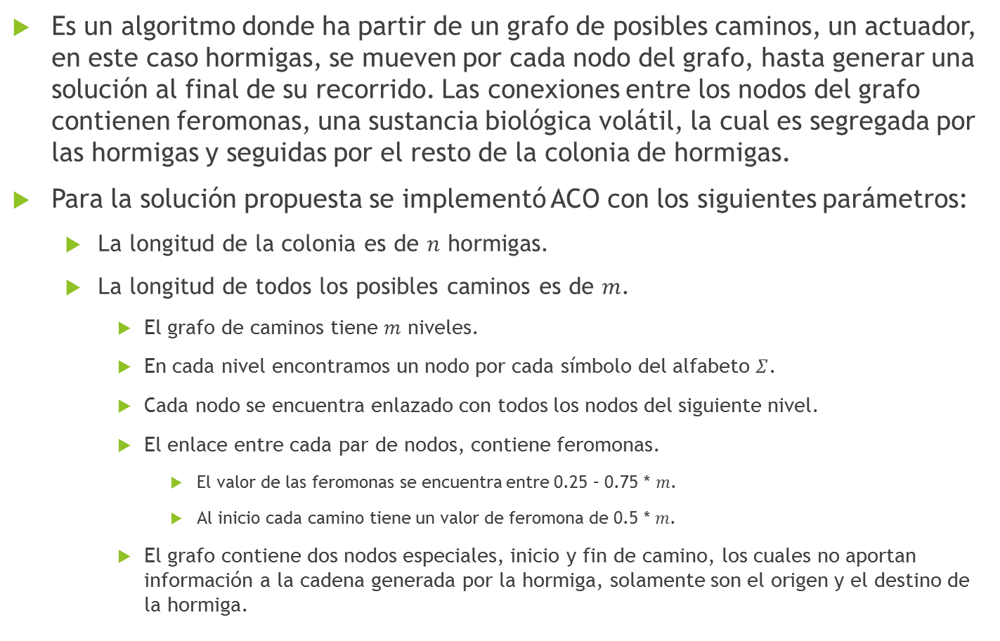 Es un algoritmo donde ha partir de un grafo de posibles caminos, un actuador,
en este caso hormigas, se mueven por cada nodo del grafo, hasta generar una
solución al final de su recorrido. Las conexiones entre los nodos del grafo
contienen feromonas, una sustancia biológica volátil, la cual es segregada por
las hormigas y seguidas por el resto de la colonia de hormigas.
Para la solución propuesta se implementó ACO con los siguientes parámetros:
La longitud de la colonia es de n hormigas.
La longitud de todos los posibles caminos es de m.
El grafo de caminos tiene m niveles.
En cada nivel encontramos un nodo por cada símbolo del alfabeto Σ.
Cada nodo se encuentra enlazado con todos los nodos del siguiente nivel.
El enlace entre cada par de nodos, contiene feromonas.
El valor de las feromonas se encuentra entre 0.25 – 0.75 * m.
Al inicio cada camino tiene un valor de feromona de 0.5 * m.
El grafo contiene dos nodos especiales, inicio y fin de camino, los cuales no aportan
información a la cadena generada por la hormiga, solamente son el origen y el destino de
la hormiga.